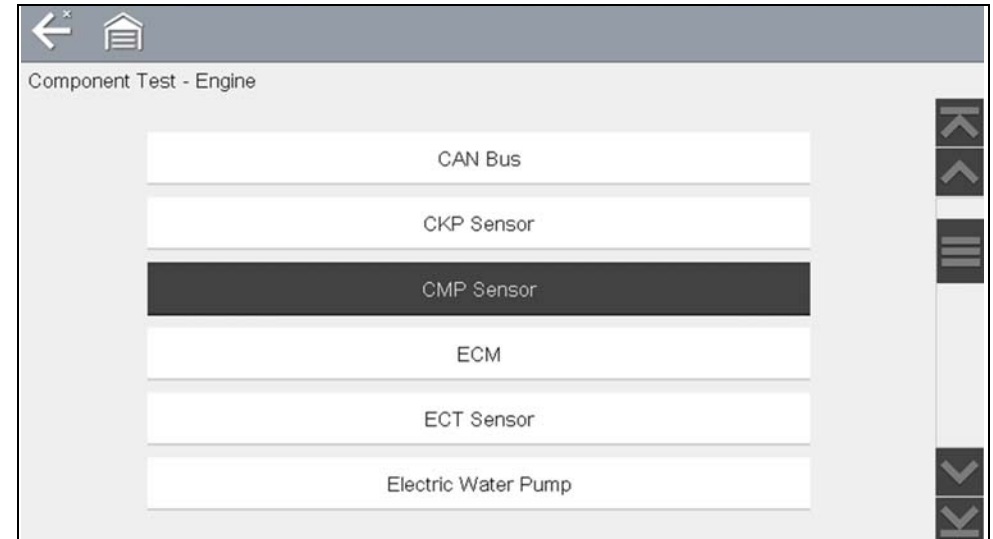 Component Test - Engine
CAN Bus
CKP Sensor
CMP Sensor
ECM
ECT Sensor
Electric Water Pump